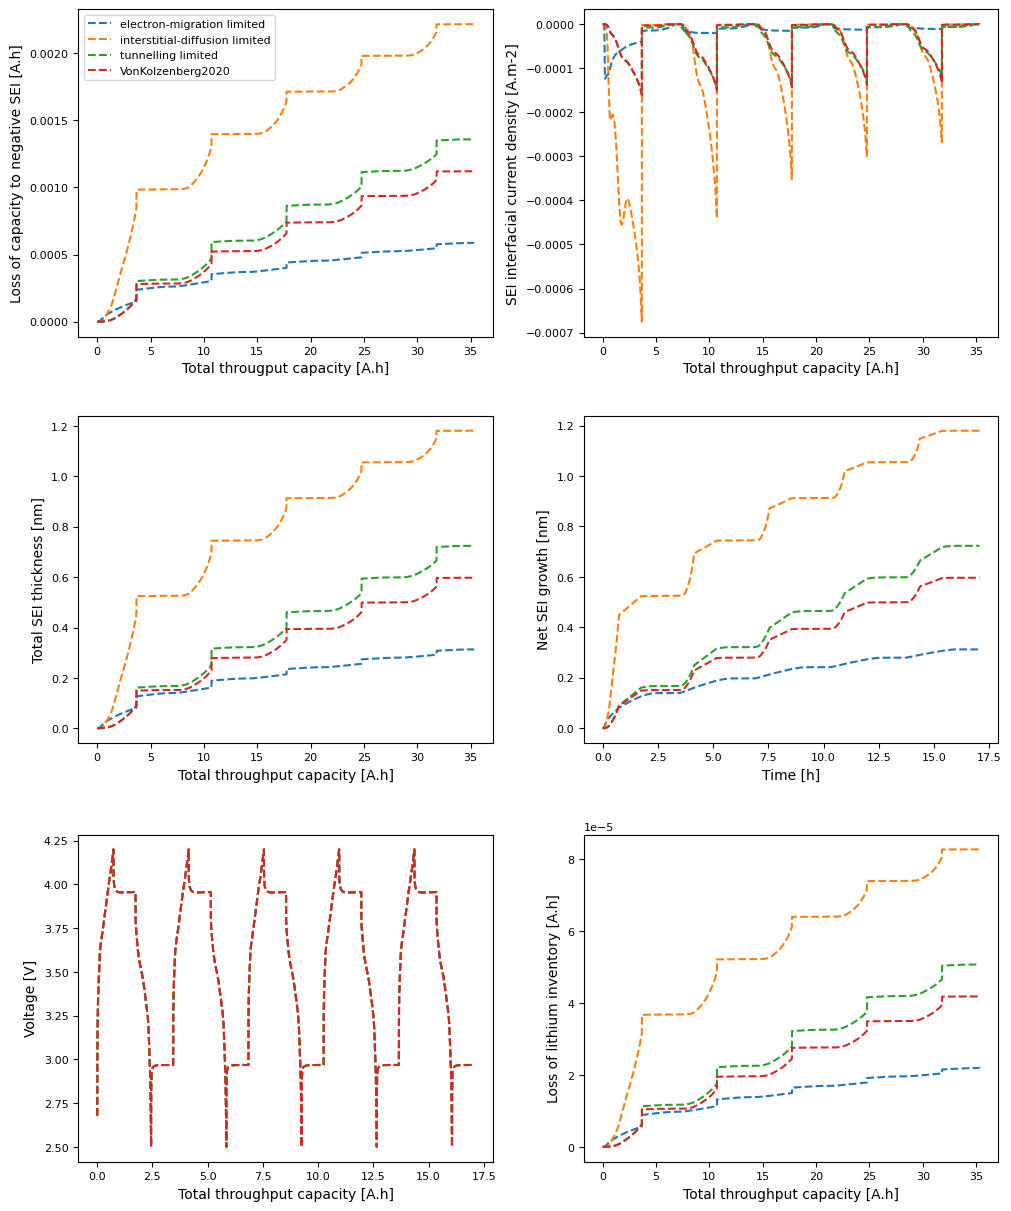 electron-migration limited
interstitial-diffusion limited
tunnelling limited
VonKolzenberg2020
Loss of capacity to negative SEI [A.h]
0.0020
0.0015
0.0010
0.0005
0.0000
0 5 10 15 20 25 30 35
Total througput capacity [A.h]
SEI interfacial current density [A.m-2]
0.0000
−0.0001
−0.0002
−0.0003
−0.0004
−0.0005
−0.0006
−0.0007
0 5 10 15 20 25 30 35
Total throughput capacity [A.h]
Total SEI thickness [nm]
1.2
1.0
0.8
0.6
0.4
0.2
0.0
0 5 10 15 20 25 30 35
Total throughput capacity [A.h]
Net SEI growth [nm]
1.2
1.0
0.8
0.6
0.4
0.2
0.0
0.0 2.5 5.0 7.5 10.0 12.5 15.0 17.5
Time [h]
Voltage [V]
4.25
4.00
3.75
3.50
3.25
3.00
2.75
2.50
0.0 2.5 5.0 7.5 10.0 12.5 15.0 17.5
Total throughput capacity [A.h]
1e−5
Loss of lithium inventory [A.h]
8
6
4
2
0
0 5 10 15 20 25 30 35
Total throughput capacity [A.h]